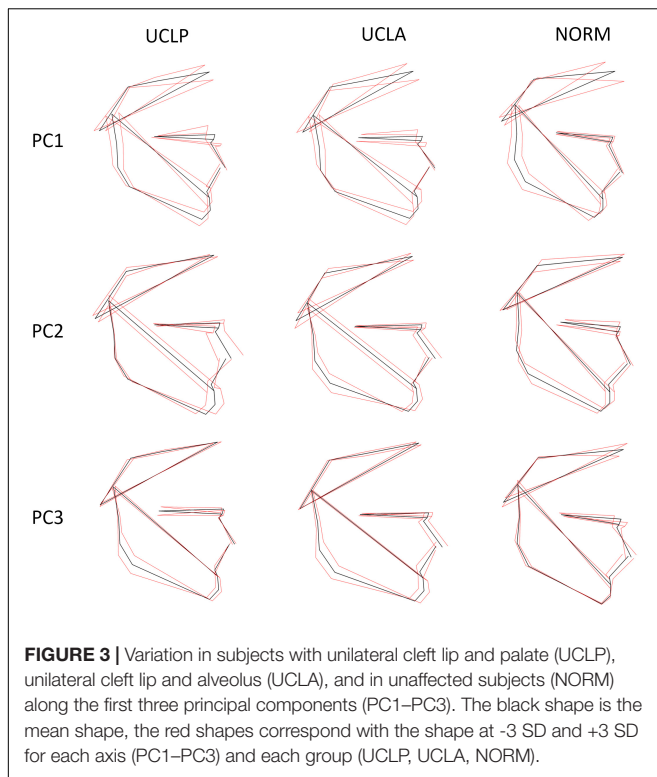 UCLP UCLA NORM
PC1
PC2
PC3
FIGURE 3 | Variation in subjects with unilateral cleft lip and palate (UCLP),
unilateral cleft lip and alveolus (UCLA), and in unaffected subjects (NORM)
along the first three principal components (PC1–PC3). The black shape is the
mean shape, the red shapes correspond with the shape at -3 SD and +3 SD
for each axis (PC1–PC3) and each group (UCLP, UCLA, NORM).